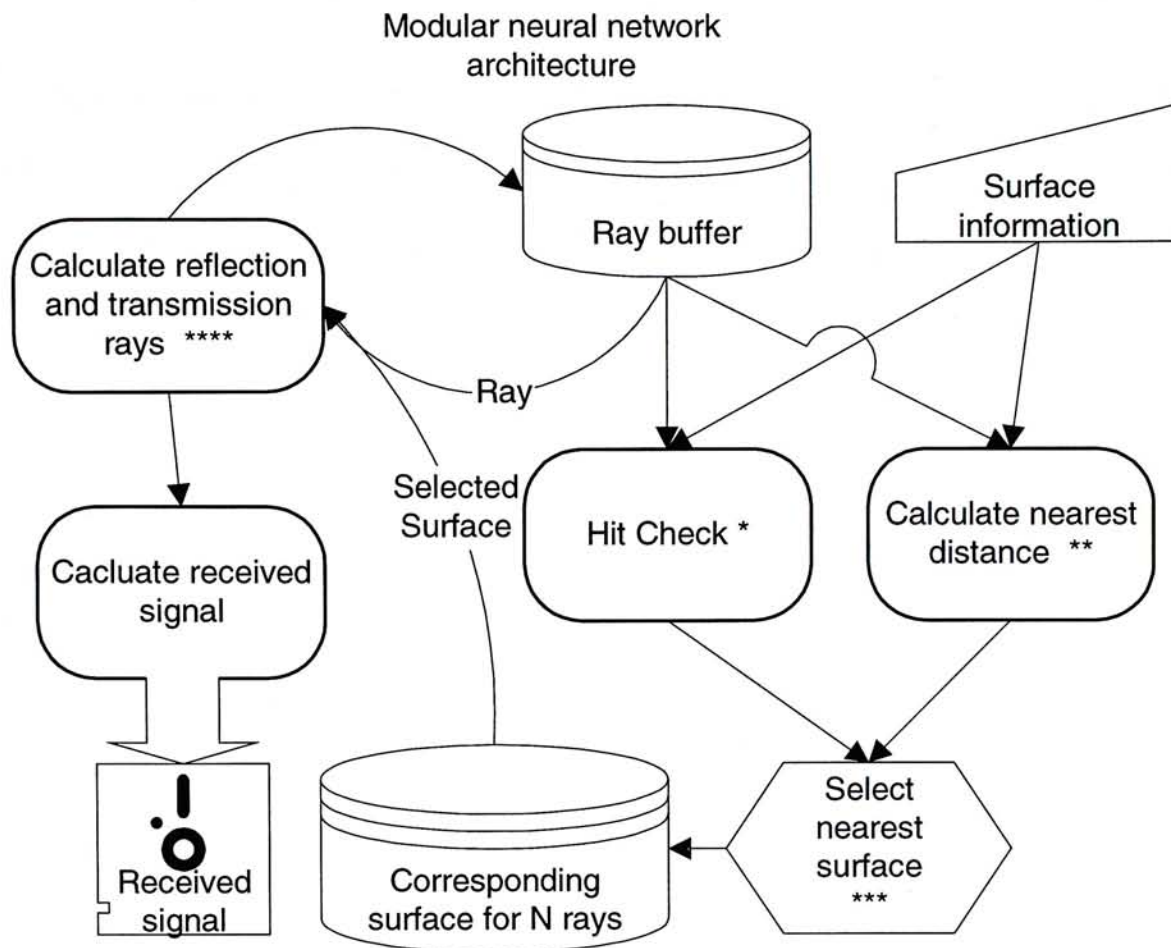 Modular neural network
architecture
Ray buffer
Surface
information
Calculate reflection
and transmission
rays ****
Ray
Selected
Surface
Hit Check *
Calculate nearest
distance **
Cacluate received
signal
Select
nearest
surface
***
Corresponding
surface for N rays
Received
signal